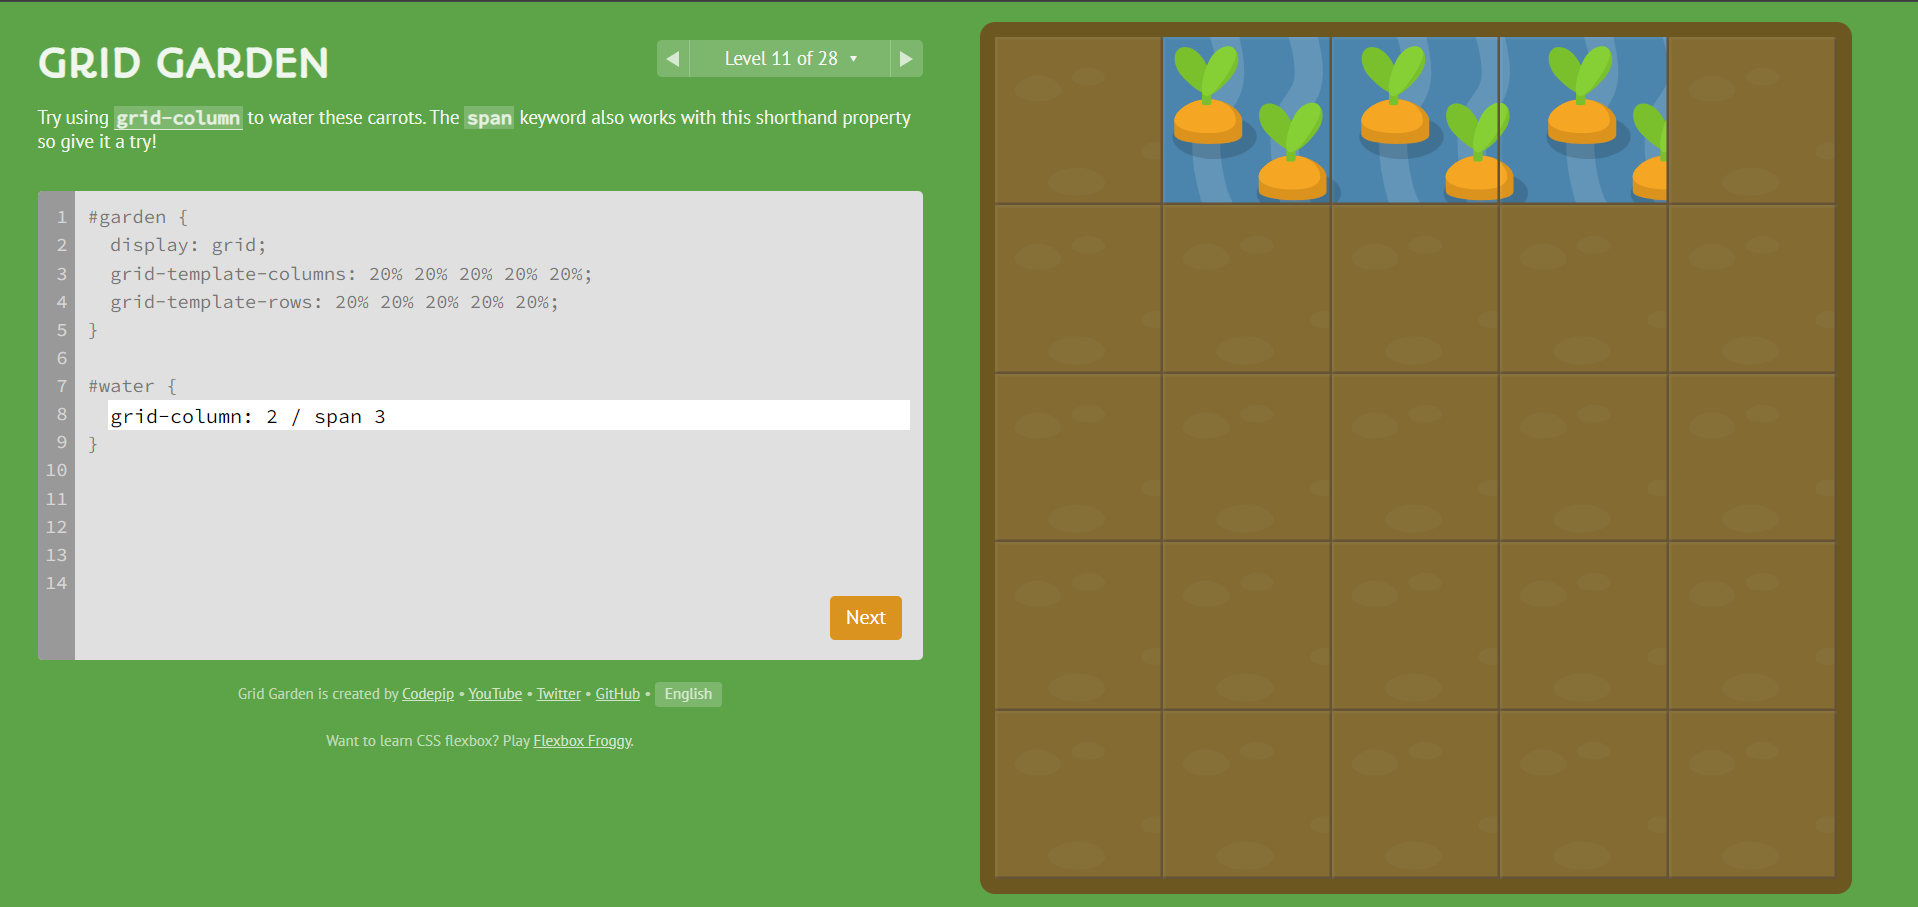 GRID GARDEN
◀ Level 11 of 28 ▼ ▶
Try using grid-column to water these carrots. The span keyword also works with this shorthand property
so give it a try!
1 #garden {
2 display: grid;
3 grid-template-columns: 20% 20% 20% 20% 20%;
4 grid-template-rows: 20% 20% 20% 20% 20%;
5 }
6
7 #water {
8 grid-column: 2 / span 3
9 }
10
11
12
13
14
Next
Grid Garden is created by Codepip • YouTube • Twitter • GitHub • English
Want to learn CSS flexbox? Play Flexbox Froggy.